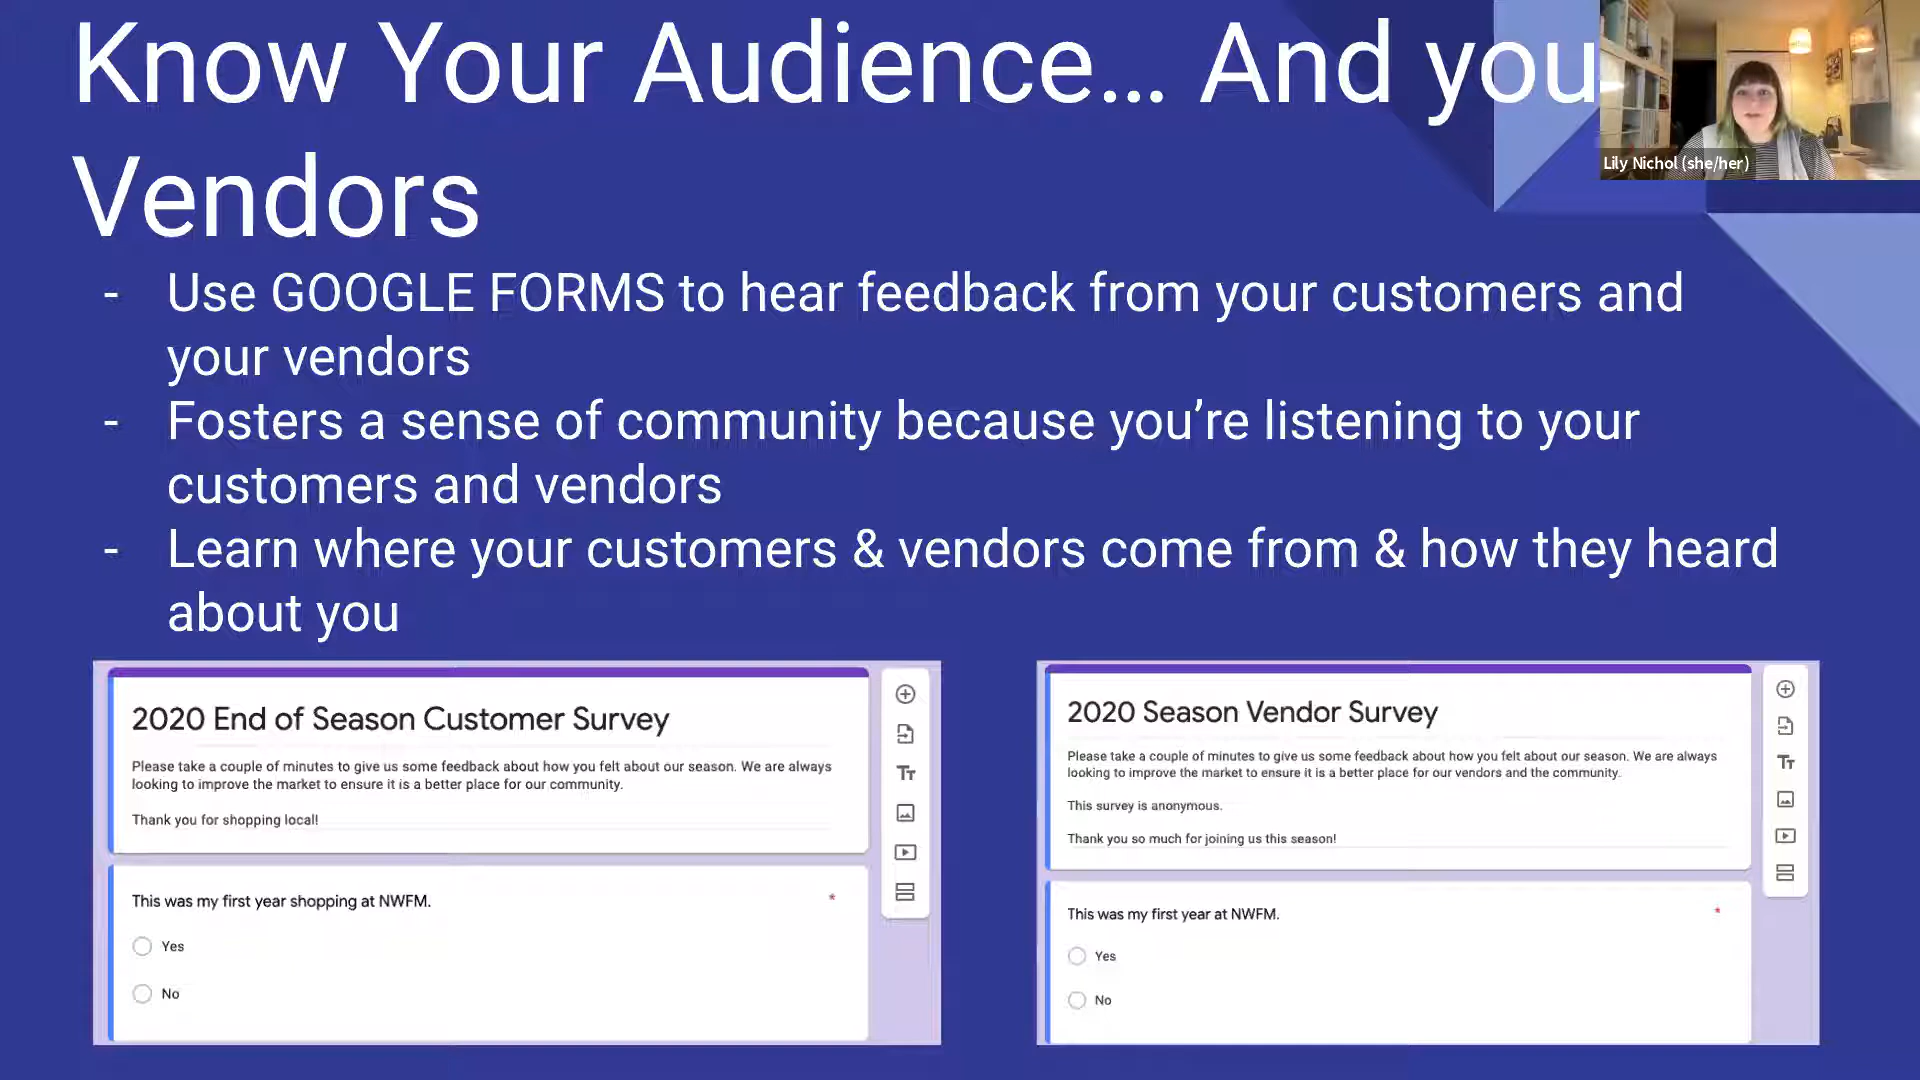 Know Your Audience... And you
Vendors
Lily Nichol (she/her)
- Use GOOGLE FORMS to hear feedback from your customers and
your vendors
- Fosters a sense of community because you’re listening to your
customers and vendors
- Learn where your customers & vendors come from & how they heard
about you
2020 End of Season Customer Survey
Please take a couple of minutes to give us some feedback about how you felt about our season. We are always
looking to improve the market to ensure it is a better place for our community.
Thank you for shopping local!
This was my first year shopping at NWFM. *
Yes
No
2020 Season Vendor Survey
Please take a couple of minutes to give us some feedback about how you felt about our season. We are always
looking to improve the market to ensure it is a better place for our vendors and the community.
This survey is anonymous.
Thank you so much for joining us this season!
This was my first year at NWFM. *
Yes
No